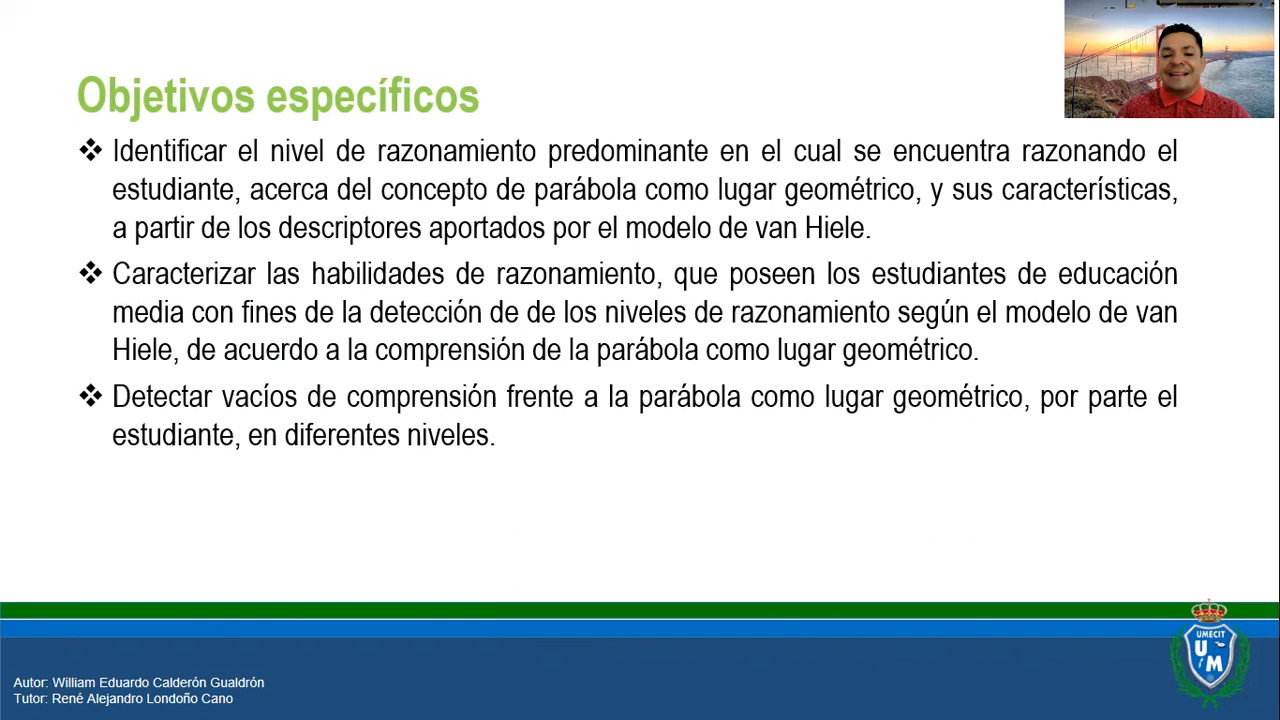 Objetivos específicos
❖ Identificar el nivel de razonamiento predominante en el cual se encuentra razonando el
estudiante, acerca del concepto de parábola como lugar geométrico, y sus características,
a partir de los descriptores aportados por el modelo de van Hiele.
❖ Caracterizar las habilidades de razonamiento, que poseen los estudiantes de educación
media con fines de la detección de de los niveles de razonamiento según el modelo de van
Hiele, de acuerdo a la comprensión de la parábola como lugar geométrico.
❖ Detectar vacíos de comprensión frente a la parábola como lugar geométrico, por parte el
estudiante, en diferentes niveles.
UMECIT
U
M
Autor: William Eduardo Calderón Gualdrón
Tutor: René Alejandro Londoño Cano